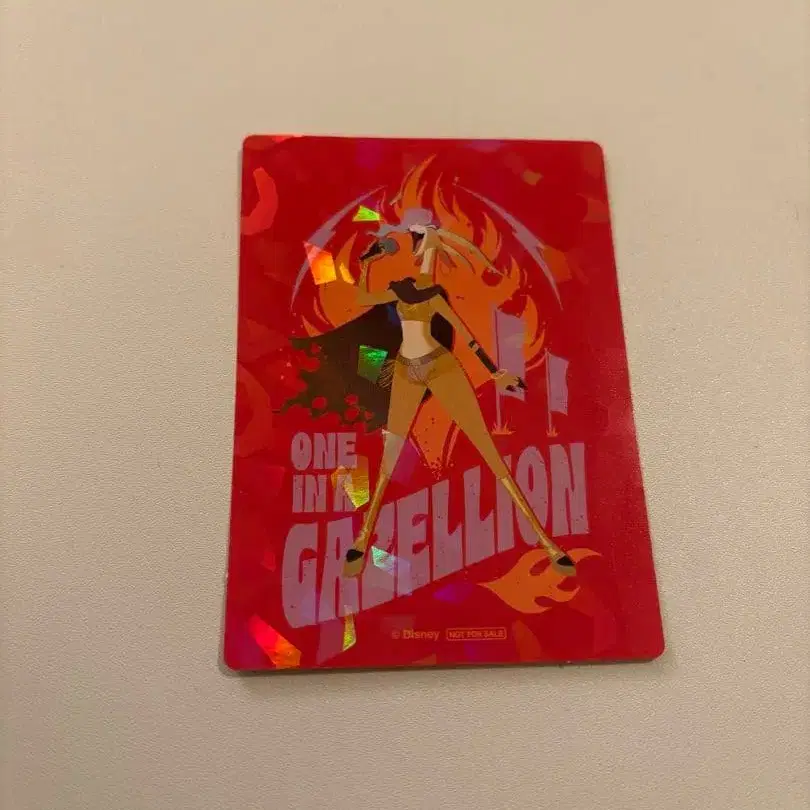 ONE
IN A
GAZELLION
© Disney NOT FOR SALE